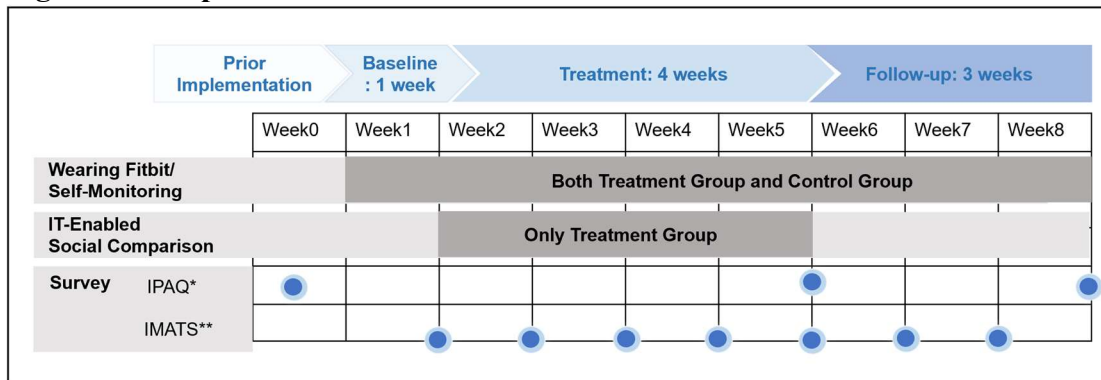 Prior
Implementation
Baseline
: 1 week
Treatment: 4 weeks
Follow-up: 3 weeks
Week0 Week1 Week2 Week3 Week4 Week5 Week6 Week7 Week8
Wearing Fitbit/
Self-Monitoring
Both Treatment Group and Control Group
IT-Enabled
Social Comparison
Only Treatment Group
Survey IPAQ*
IMATS**